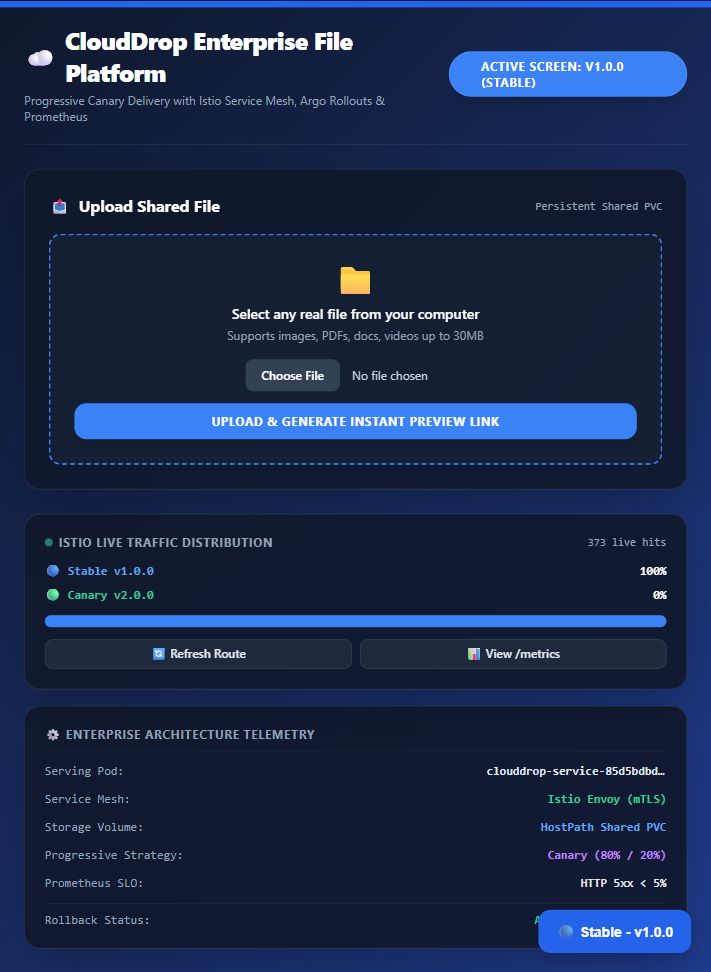 CloudDrop Enterprise File
Platform
ACTIVE SCREEN: V1.0.0
(STABLE)
Progressive Canary Delivery with Istio Service Mesh, Argo Rollouts &
Prometheus
Upload Shared File
Persistent Shared PVC
Select any real file from your computer
Supports images, PDFs, docs, videos up to 30MB
Choose File No file chosen
UPLOAD & GENERATE INSTANT PREVIEW LINK
ISTIO LIVE TRAFFIC DISTRIBUTION
373 live hits
Stable v1.0.0 100%
Canary v2.0.0 0%
Refresh Route
View /metrics
ENTERPRISE ARCHITECTURE TELEMETRY
Serving Pod: clouddrop-service-85d5bdbd…
Service Mesh: Istio Envoy (mTLS)
Storage Volume: HostPath Shared PVC
Progressive Strategy: Canary (80% / 20%)
Prometheus SLO: HTTP 5xx < 5%
Rollback Status:
Stable - v1.0.0